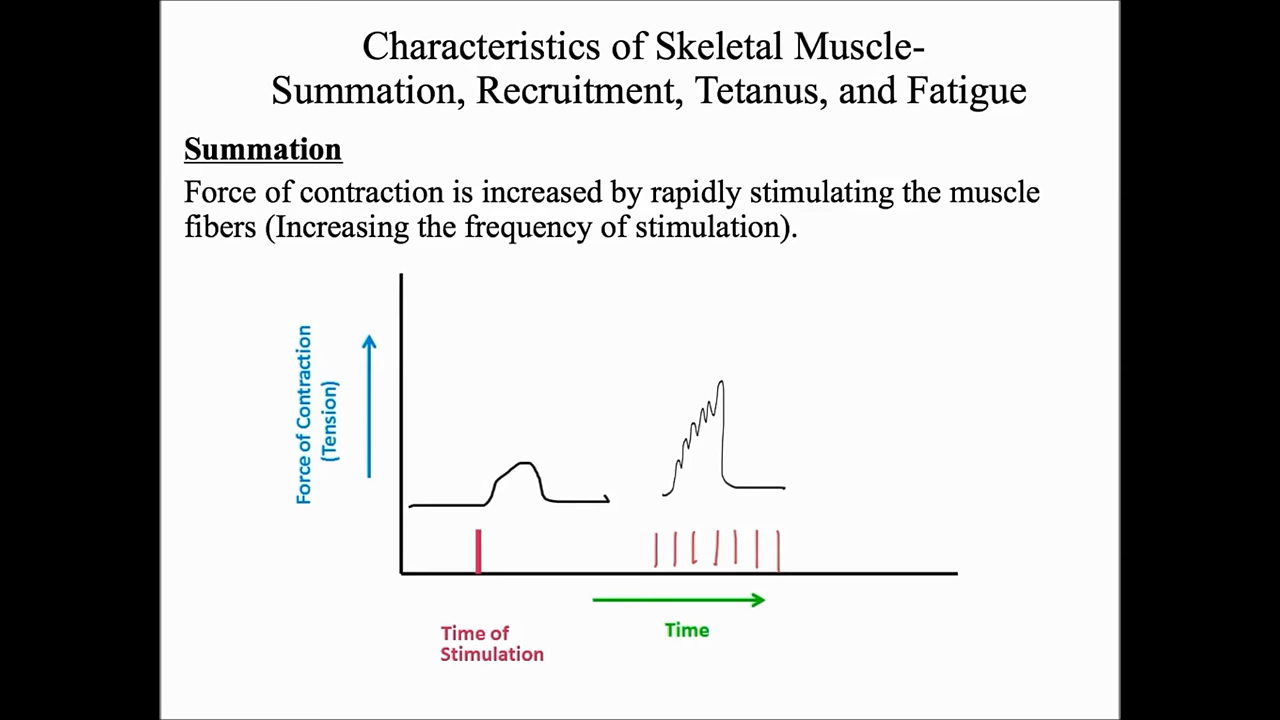 Characteristics of Skeletal Muscle-
Summation, Recruitment, Tetanus, and Fatigue
Summation
Force of contraction is increased by rapidly stimulating the muscle
fibers (Increasing the frequency of stimulation).
Force of Contraction
(Tension)
Time of
Stimulation
Time